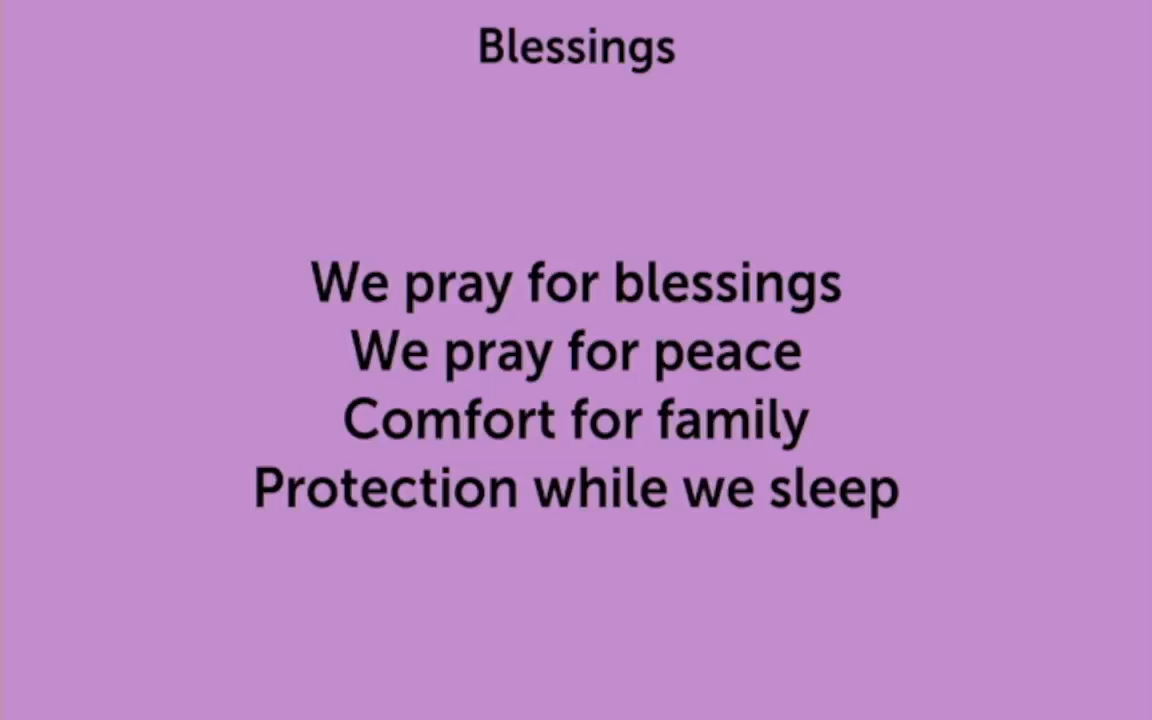 Blessings
We pray for blessings
We pray for peace
Comfort for family
Protection while we sleep